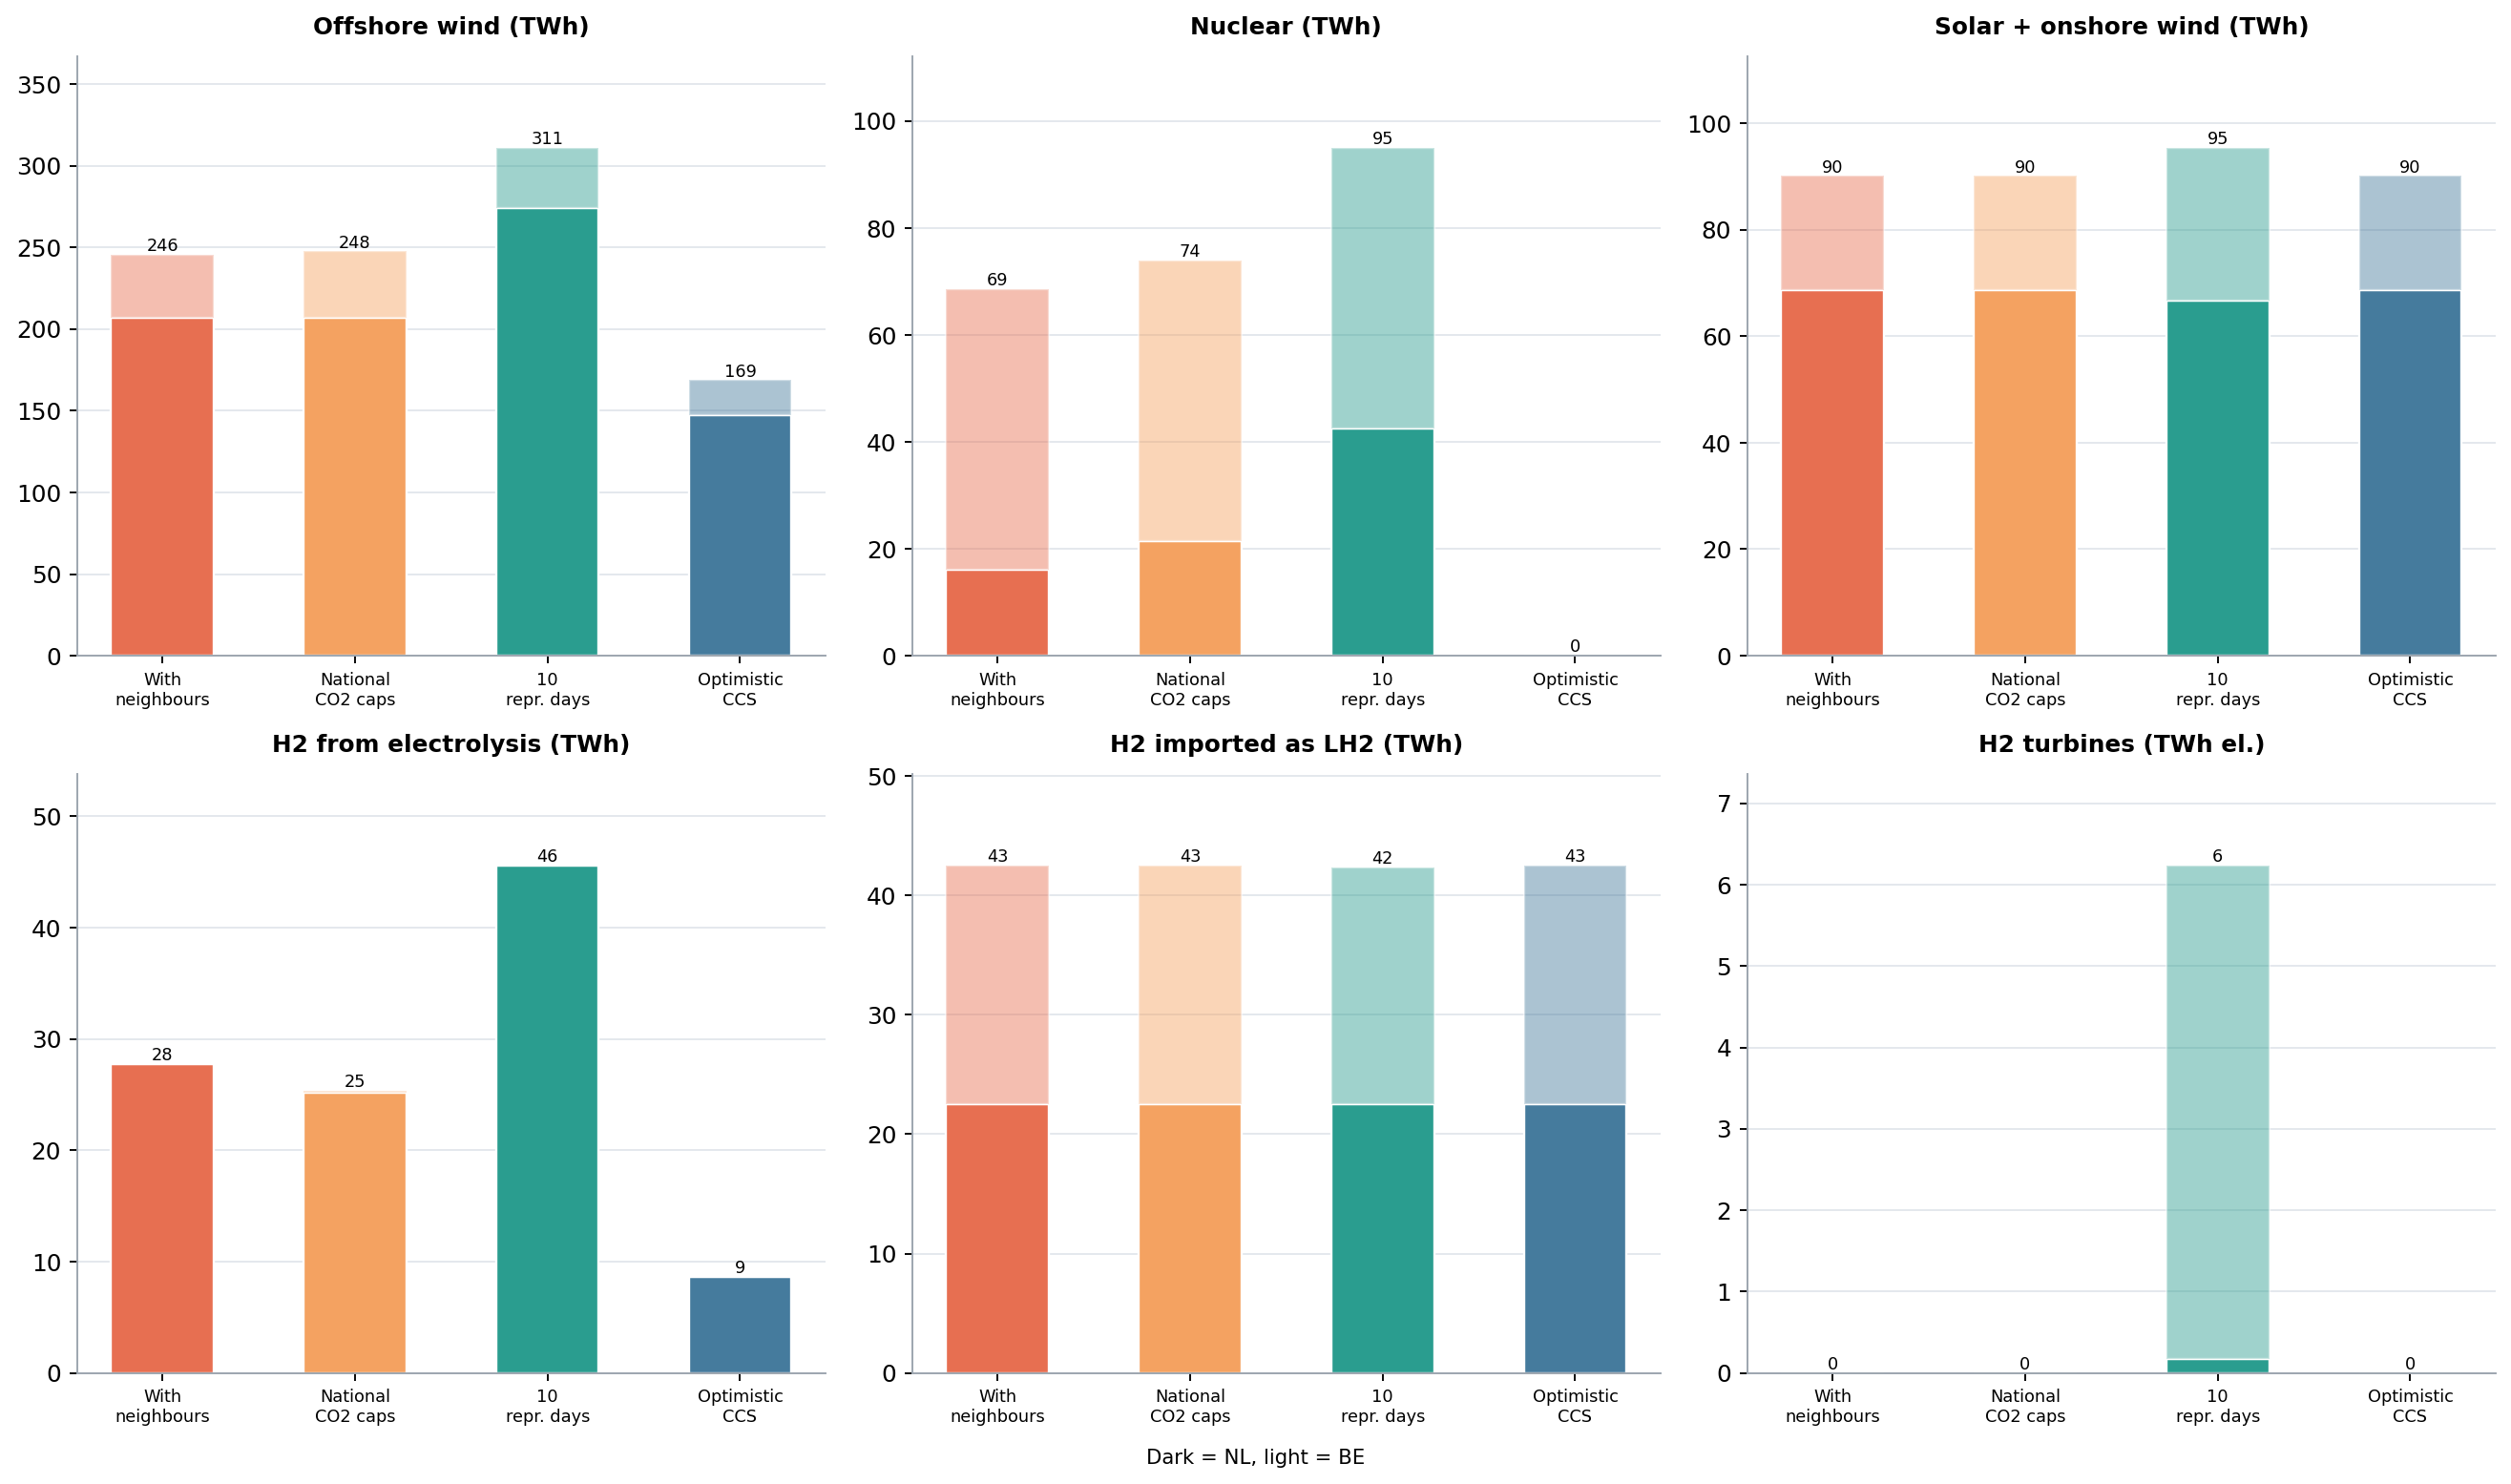 Offshore wind (TWh)
350
300
250
200
150
100
50
0
246
248
311
169
With
neighbours
National
CO2 caps
10
repr. days
Optimistic
CCS
Nuclear (TWh)
100
80
60
40
20
0
69
74
95
0
With
neighbours
National
CO2 caps
10
repr. days
Optimistic
CCS
Solar + onshore wind (TWh)
100
80
60
40
20
0
90
90
95
90
With
neighbours
National
CO2 caps
10
repr. days
Optimistic
CCS
H2 from electrolysis (TWh)
50
40
30
20
10
0
28
25
46
9
With
neighbours
National
CO2 caps
10
repr. days
Optimistic
CCS
H2 imported as LH2 (TWh)
50
40
30
20
10
0
43
43
42
43
With
neighbours
National
CO2 caps
10
repr. days
Optimistic
CCS
H2 turbines (TWh el.)
7
6
5
4
3
2
1
0
0
0
6
0
With
neighbours
National
CO2 caps
10
repr. days
Optimistic
CCS
Dark = NL, light = BE